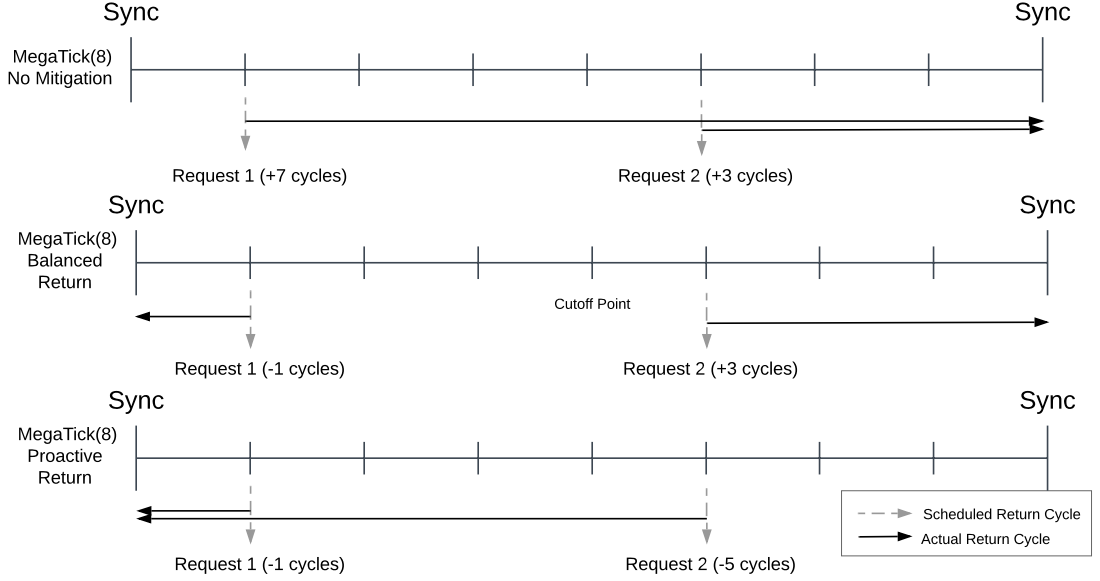 Sync
Sync
MegaTick(8)
No Mitigation
Request 1 (+7 cycles)
Request 2 (+3 cycles)
Sync
Sync
MegaTick(8)
Balanced
Return
Cutoff Point
Request 1 (-1 cycles)
Request 2 (+3 cycles)
Sync
Sync
MegaTick(8)
Proactive
Return
Request 1 (-1 cycles)
Request 2 (-5 cycles)
Scheduled Return Cycle
Actual Return Cycle